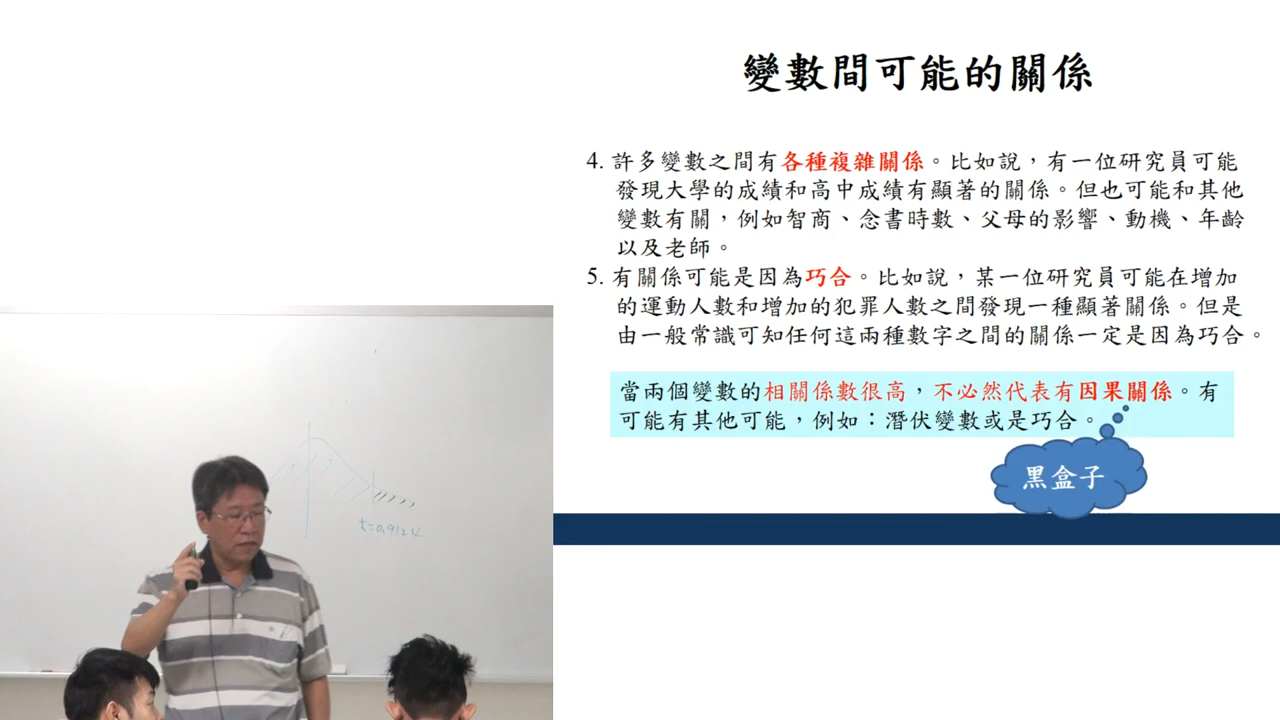 變數間可能的關係
4. 許多變數之間有各種複雜關係。比如說，有一位研究員可能
發現大學的成績和高中成績有顯著的關係。但也可能和其他
變數有關，例如智商、念書時數、父母的影響、動機、年齡
以及老師。
5. 有關係可能是因為巧合。比如說，某一位研究員可能在增加
的運動人數和增加的犯罪人數之間發現一種顯著關係。但是
由一般常識可知任何這兩種數字之間的關係一定是因為巧合。
當兩個變數的相關係數很高，不必然代表有因果關係。有
可能有其他可能，例如：潛伏變數或是巧合。
黑盒子
t=0.9124